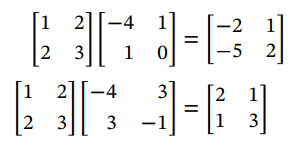 [1 2; 2 3] [-4 1; 1 0] = [-2 1; -5 2]
[1 2; 2 3] [-4 3; 3 -1] = [2 1; 1 3]